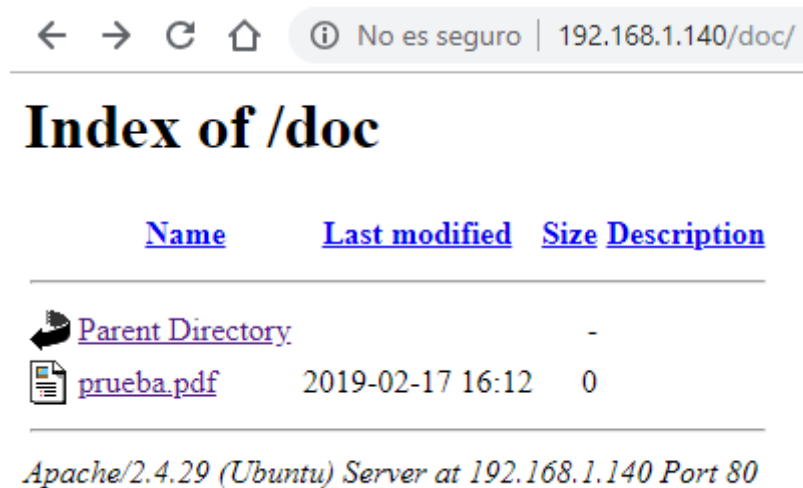 No es seguro | 192.168.1.140/doc/
Index of /doc
Name Last modified Size Description
Parent Directory -
prueba.pdf 2019-02-17 16:12 0
Apache/2.4.29 (Ubuntu) Server at 192.168.1.140 Port 80